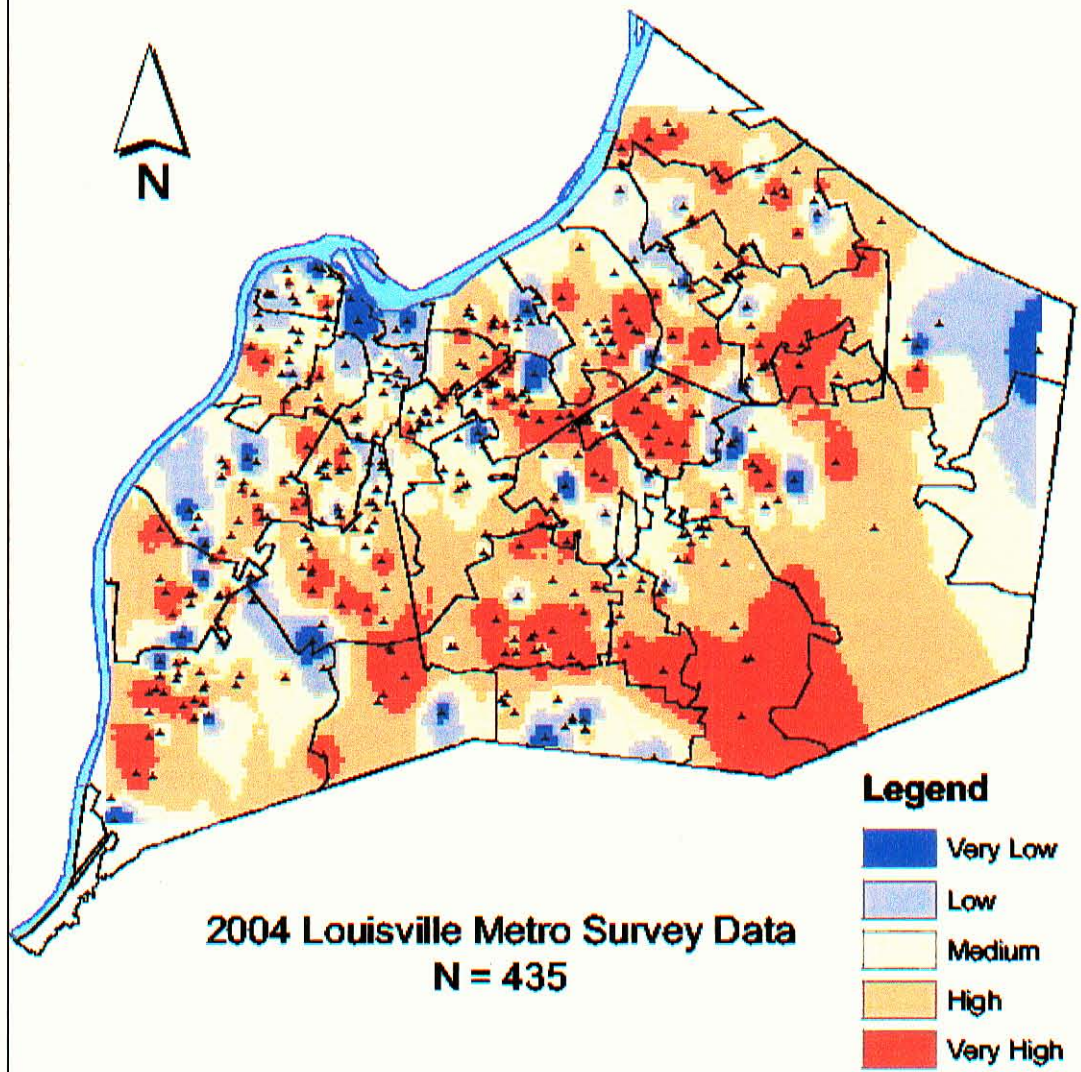 N
2004 Louisville Metro Survey Data
N = 435
Legend
Very Low
Low
Medium
High
Very High